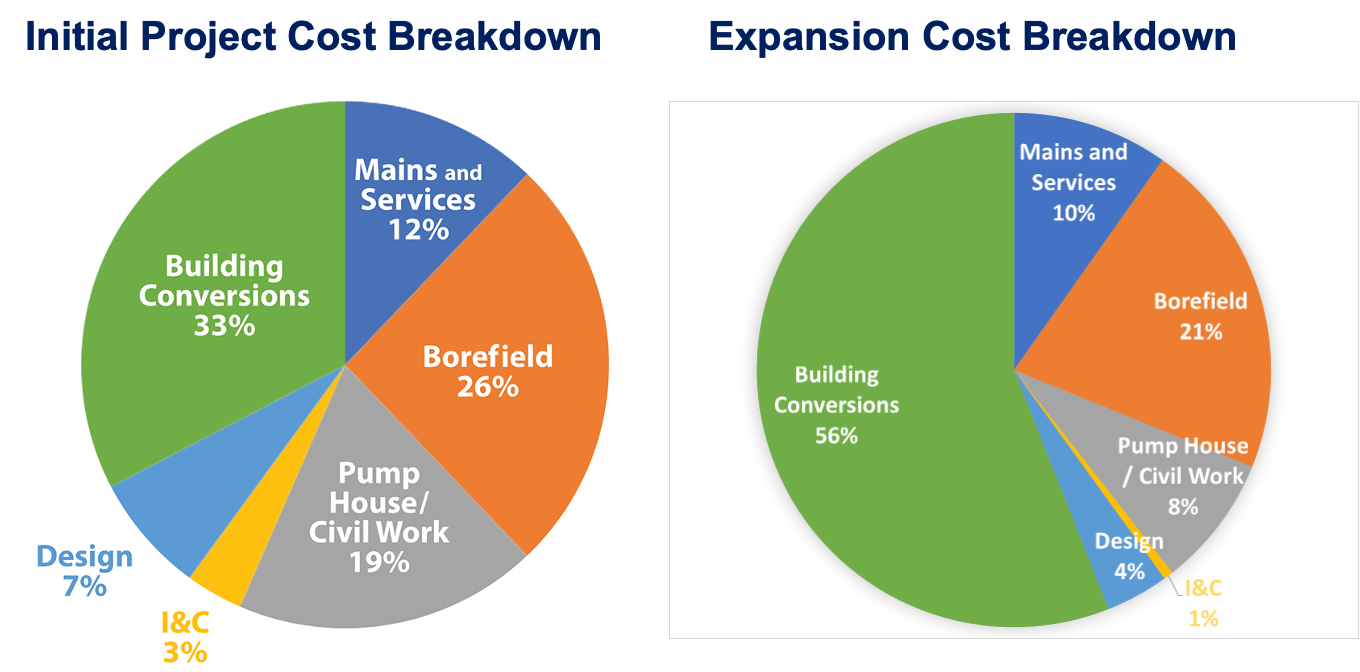 Initial Project Cost Breakdown
Mains and
Services
12%
Borefield
26%
Pump
House/
Civil Work
19%
I&C
3%
Design
7%
Building
Conversions
33%
Expansion Cost Breakdown
Mains and
Services
10%
Borefield
21%
Pump House
/ Civil Work
8%
I&C
1%
Design
4%
Building
Conversions
56%